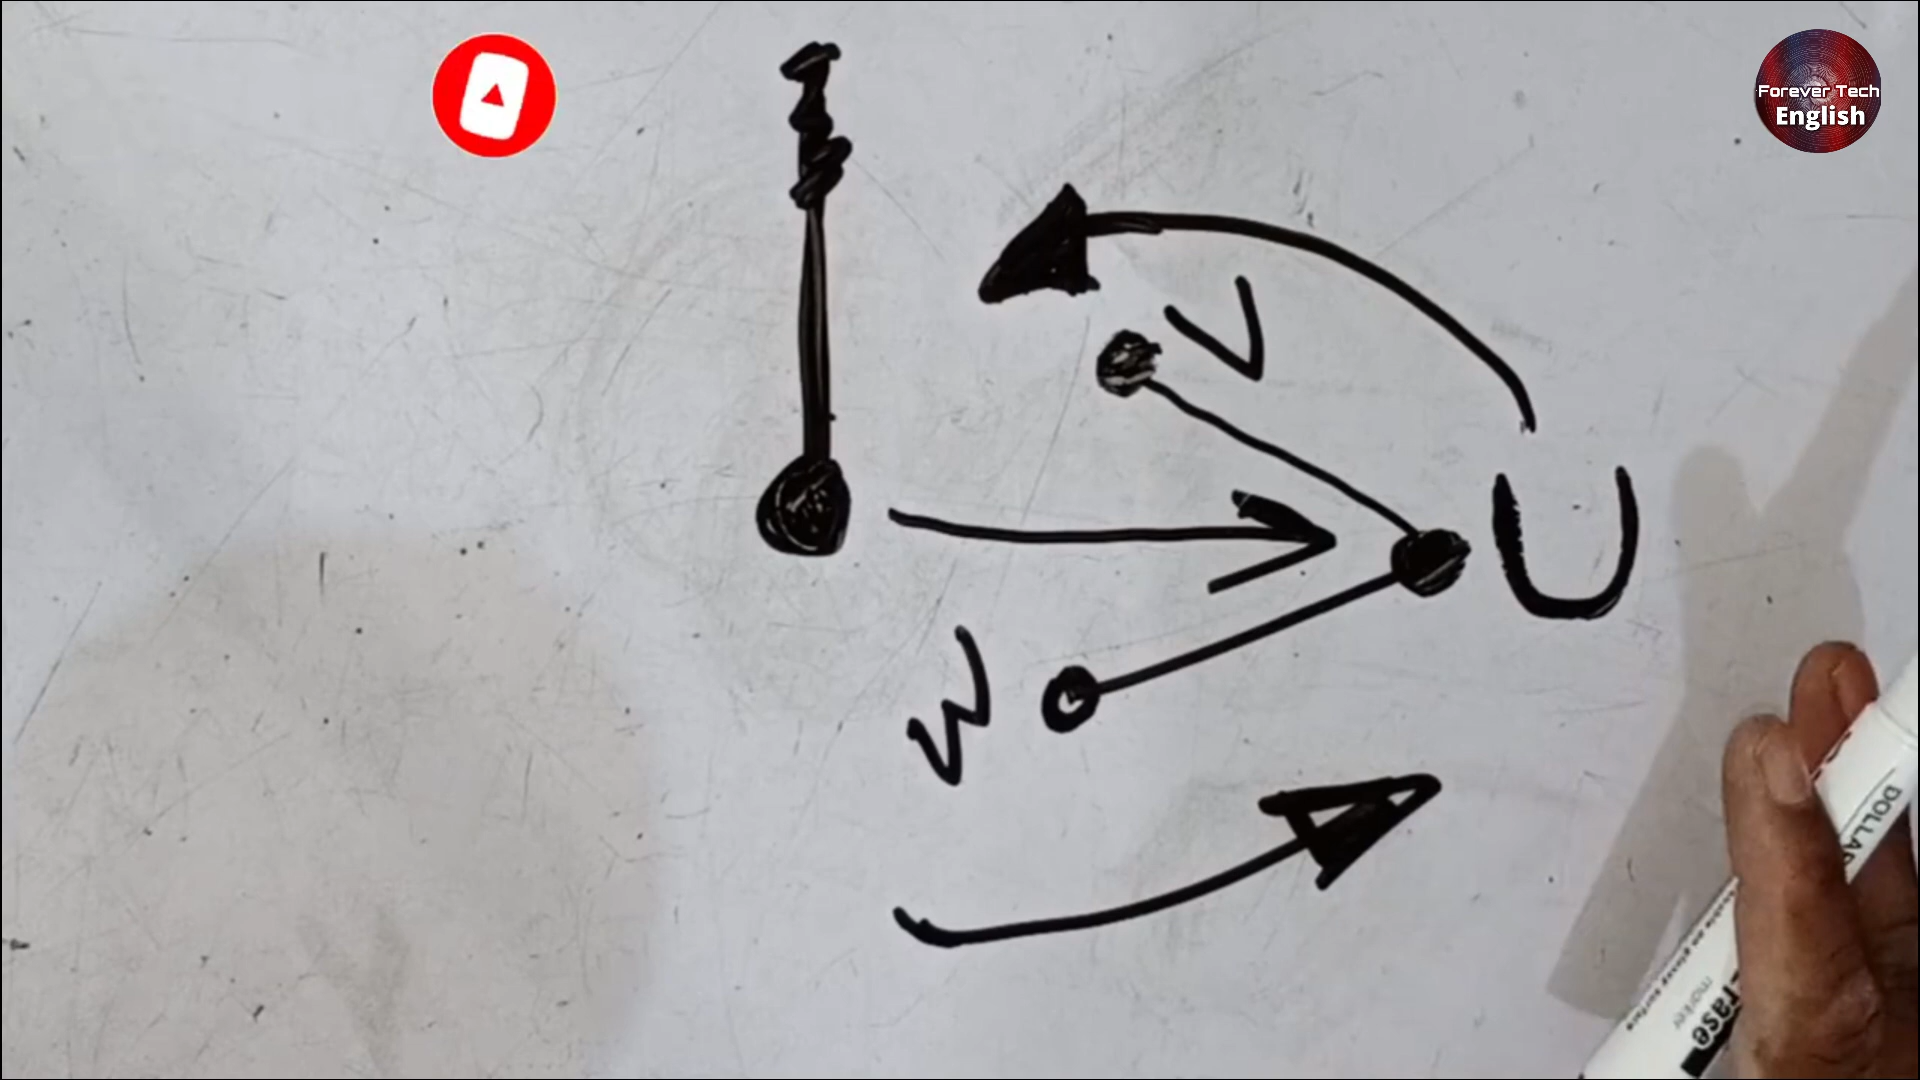 Forever Tech
English
V
U
W
DOLLAR
Erase
marker